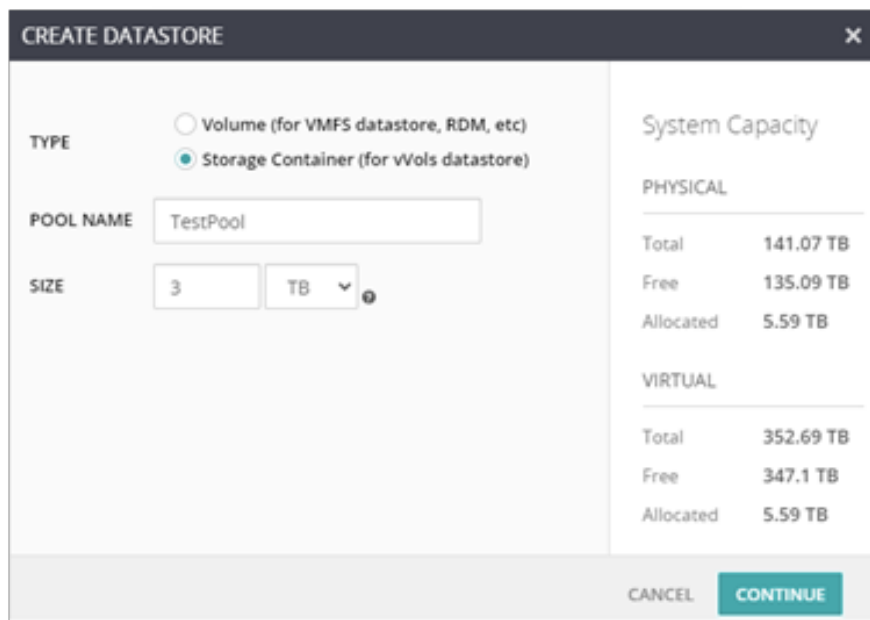 CREATE DATASTORE ×
TYPE
Volume (for VMFS datastore, RDM, etc)
Storage Container (for vVols datastore)
POOL NAME TestPool
SIZE 3 TB
System Capacity
PHYSICAL
Total 141.07 TB
Free 135.09 TB
Allocated 5.59 TB
VIRTUAL
Total 352.69 TB
Free 347.1 TB
Allocated 5.59 TB
CANCEL CONTINUE